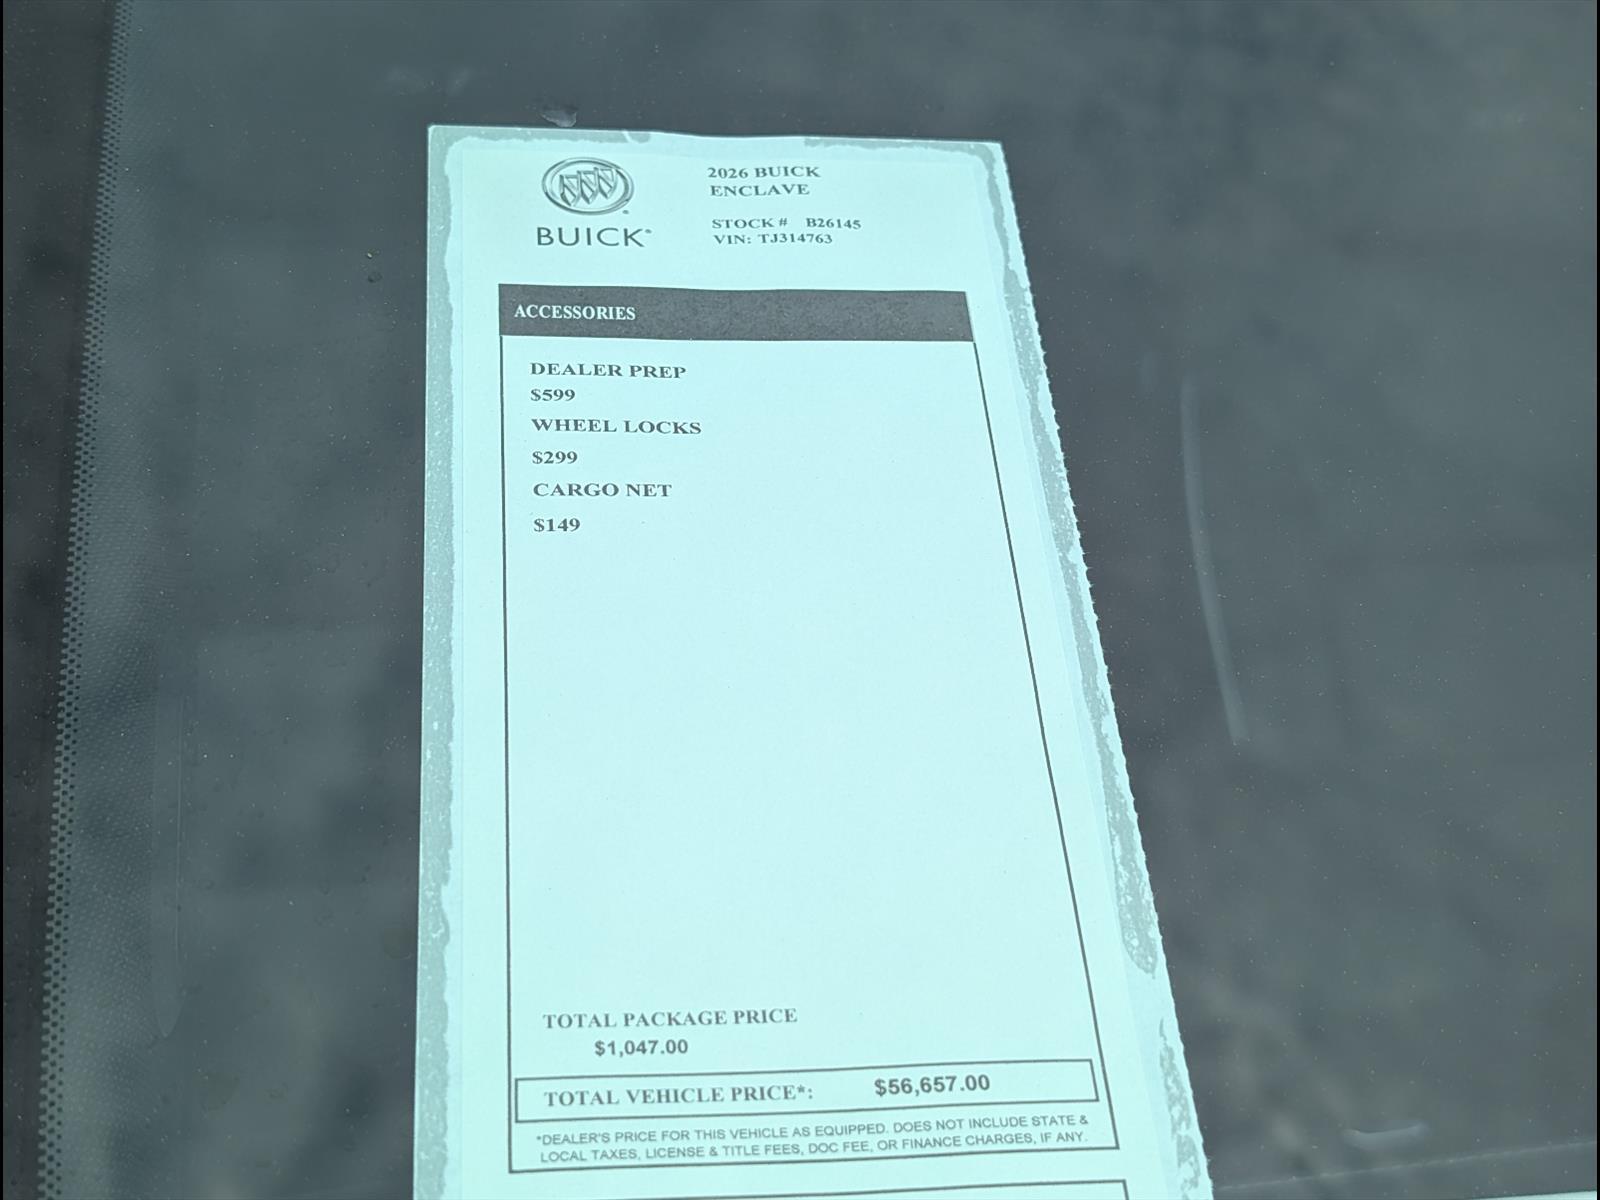 2026 BUICK
ENCLAVE
BUICK
STOCK # B26145
VIN: TJ314763
ACCESSORIES
DEALER PREP
$599
WHEEL LOCKS
$299
CARGO NET
$149
TOTAL PACKAGE PRICE
$1,047.00
TOTAL VEHICLE PRICE*: $56,657.00
*DEALER'S PRICE FOR THIS VEHICLE AS EQUIPPED. DOES NOT INCLUDE STATE &
LOCAL TAXES, LICENSE & TITLE FEES, DOC FEE, OR FINANCE CHARGES, IF ANY.